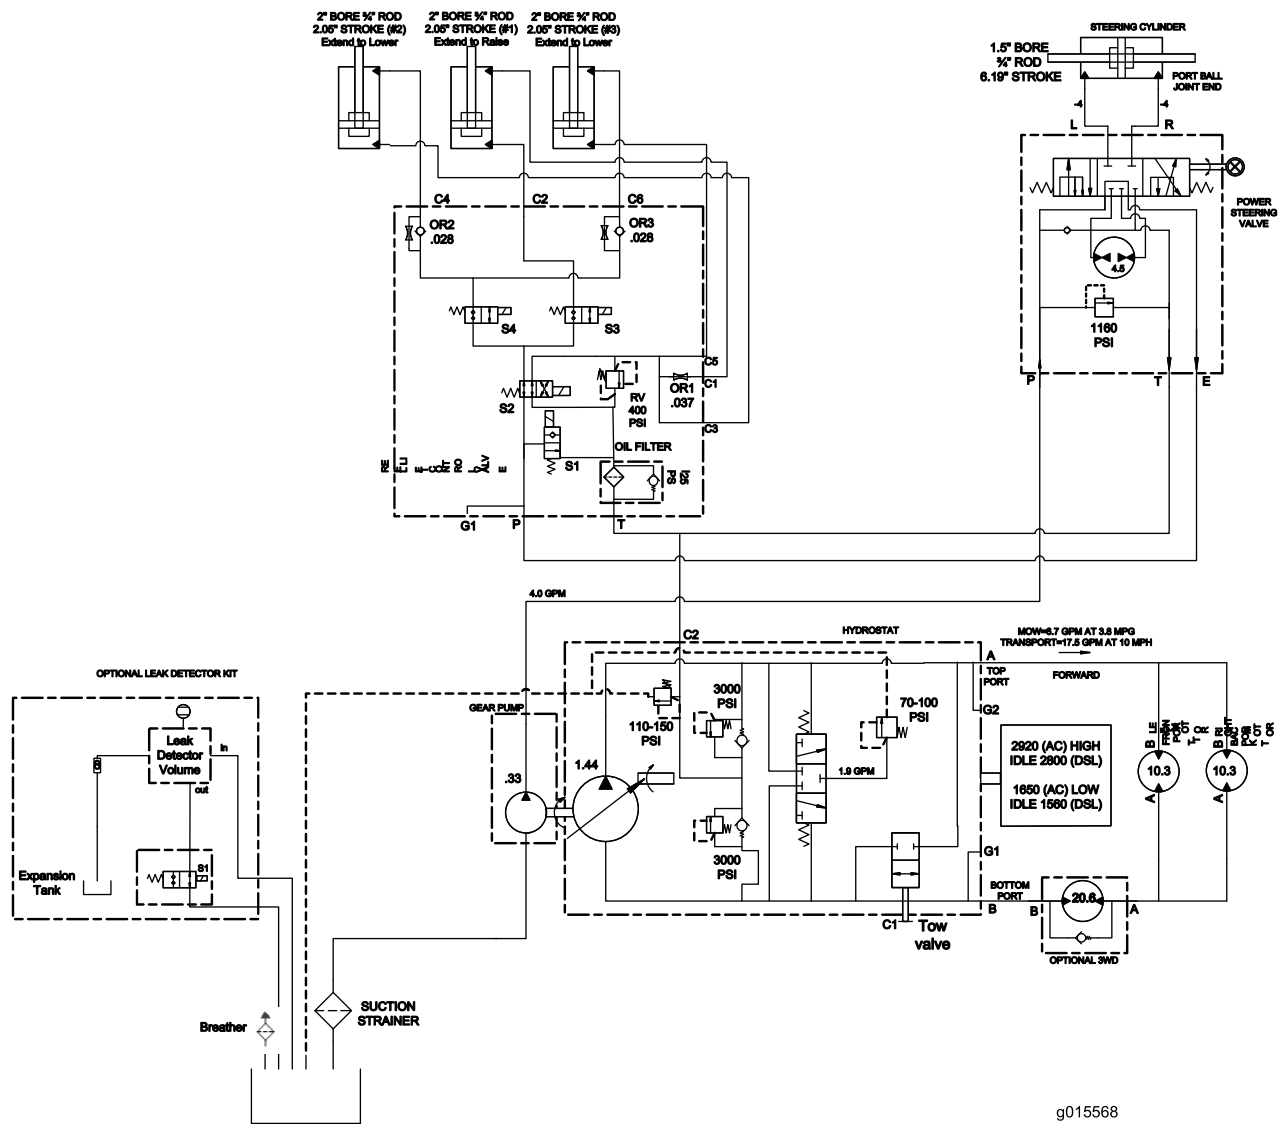 2" BORE ¾" ROD
2.05" STROKE (#2)
Extend to Lower
2" BORE ¾" ROD
2.05" STROKE (#1)
Extend to Raise
2" BORE ¾" ROD
2.05" STROKE (#3)
Extend to Lower
STEERING CYLINDER
1.5" BORE
¾" ROD
6.19" STROKE
PORT BALL
JOINT END
-4
-4
L
R
POWER
STEERING
VALVE
4.5
1160
PSI
P
T
E
C4
C2
C6
OR2
.028
OR3
.028
S4
S3
C5
C1
OR1
.037
C3
S2
RV
400
PSI
OIL FILTER
S1
G1
P
T
4.0 GPM
C2
HYDROSTAT
MOW=6.7 GPM AT 3.8 MPG
TRANSPORT=17.5 GPM AT 10 MPH
A
TOP
PORT
FORWARD
G2
GEAR PUMP
110-150
PSI
3000
PSI
70-100
PSI
.33
1.44
1.9 GPM
2920 (AC) HIGH
IDLE 2800 (DSL)
1650 (AC) LOW
IDLE 1560 (DSL)
B
10.3
A
B
10.3
A
3000
PSI
G1
BOTTOM
PORT
B
C1
Tow
valve
B
20.6
A
OPTIONAL 3WD
OPTIONAL LEAK DETECTOR KIT
Leak
Detector
Volume
in
out
S1
Expansion
Tank
Breather
SUCTION
STRAINER
g015568